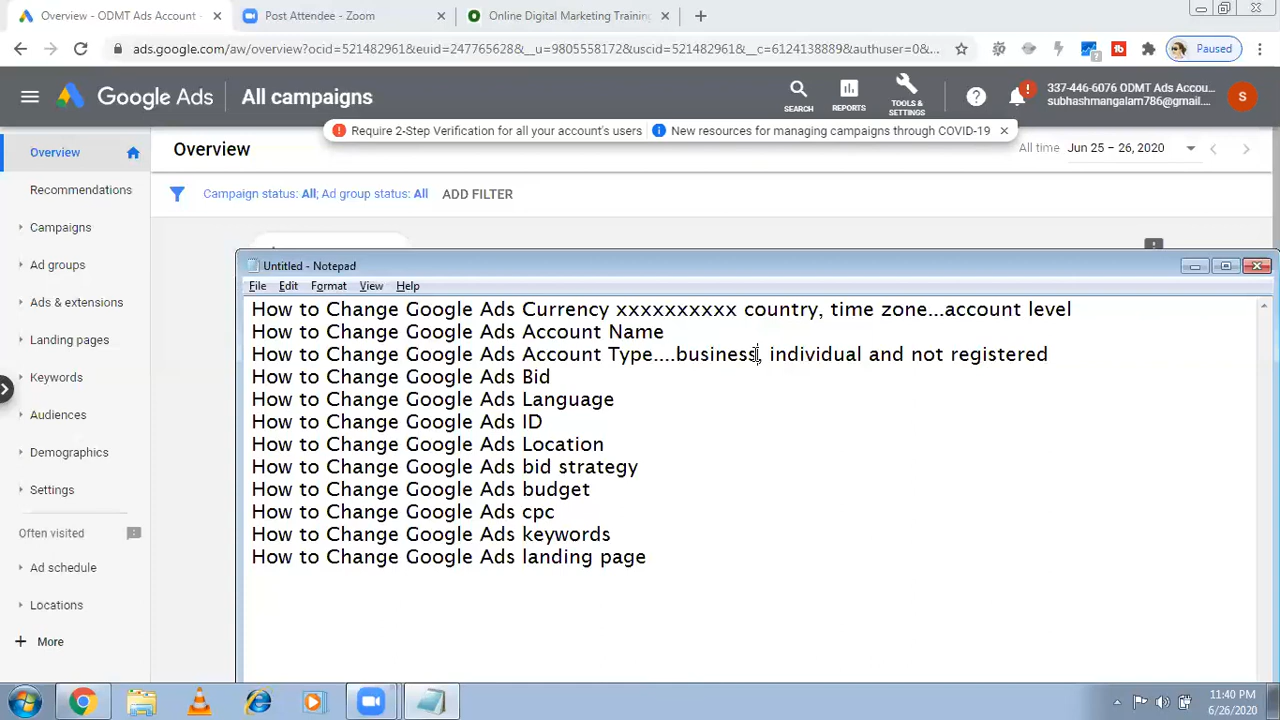 Overview - ODMT Ads Account -
Post Attendee - Zoom
Online Digital Marketing Training
ads.google.com/aw/overview?ocid=521482961&euid=247765628&__u=9805558172&uscid=521482961&__c=6124138889&authuser=0&...
Paused
Google Ads
All campaigns
SEARCH
REPORTS
TOOLS & SETTINGS
337-446-6076 ODMT Ads Accou...
subhashmangalam786@gmail....
S
Require 2-Step Verification for all your account's users
New resources for managing campaigns through COVID-19
Overview
Overview
All time
Jun 25 – 26, 2020
Recommendations
Campaign status: All; Ad group status: All
ADD FILTER
Campaigns
Ad groups
Ads & extensions
Landing pages
Keywords
Audiences
Demographics
Settings
Often visited
Ad schedule
Locations
More
Untitled - Notepad
File Edit Format View Help
How to Change Google Ads Currency xxxxxxxxxx country, time zone...account level
How to Change Google Ads Account Name
How to Change Google Ads Account Type....business, individual and not registered
How to Change Google Ads Bid
How to Change Google Ads Language
How to Change Google Ads ID
How to Change Google Ads Location
How to Change Google Ads bid strategy
How to Change Google Ads budget
How to Change Google Ads cpc
How to Change Google Ads keywords
How to Change Google Ads landing page
11:40 PM
6/26/2020